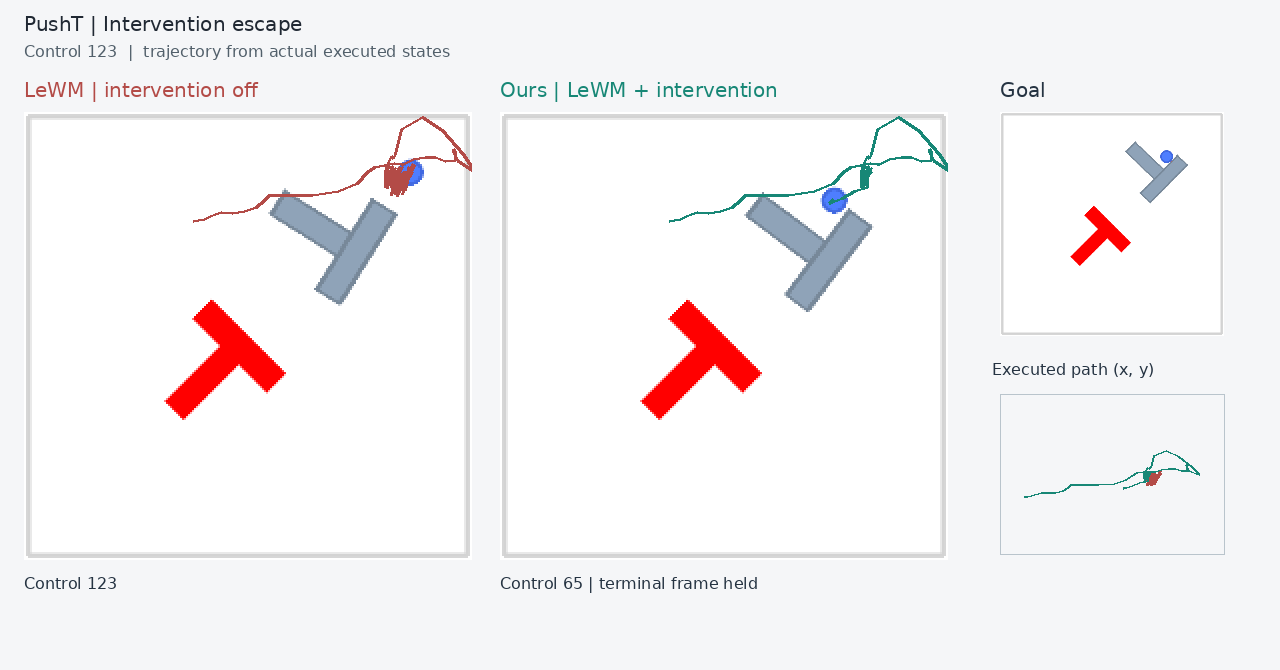 PushT | Intervention escape
Control 123  |  trajectory from actual executed states
LeWM | intervention off
Ours | LeWM + intervention
Goal
Executed path (x, y)
Control 123
Control 65 | terminal frame held